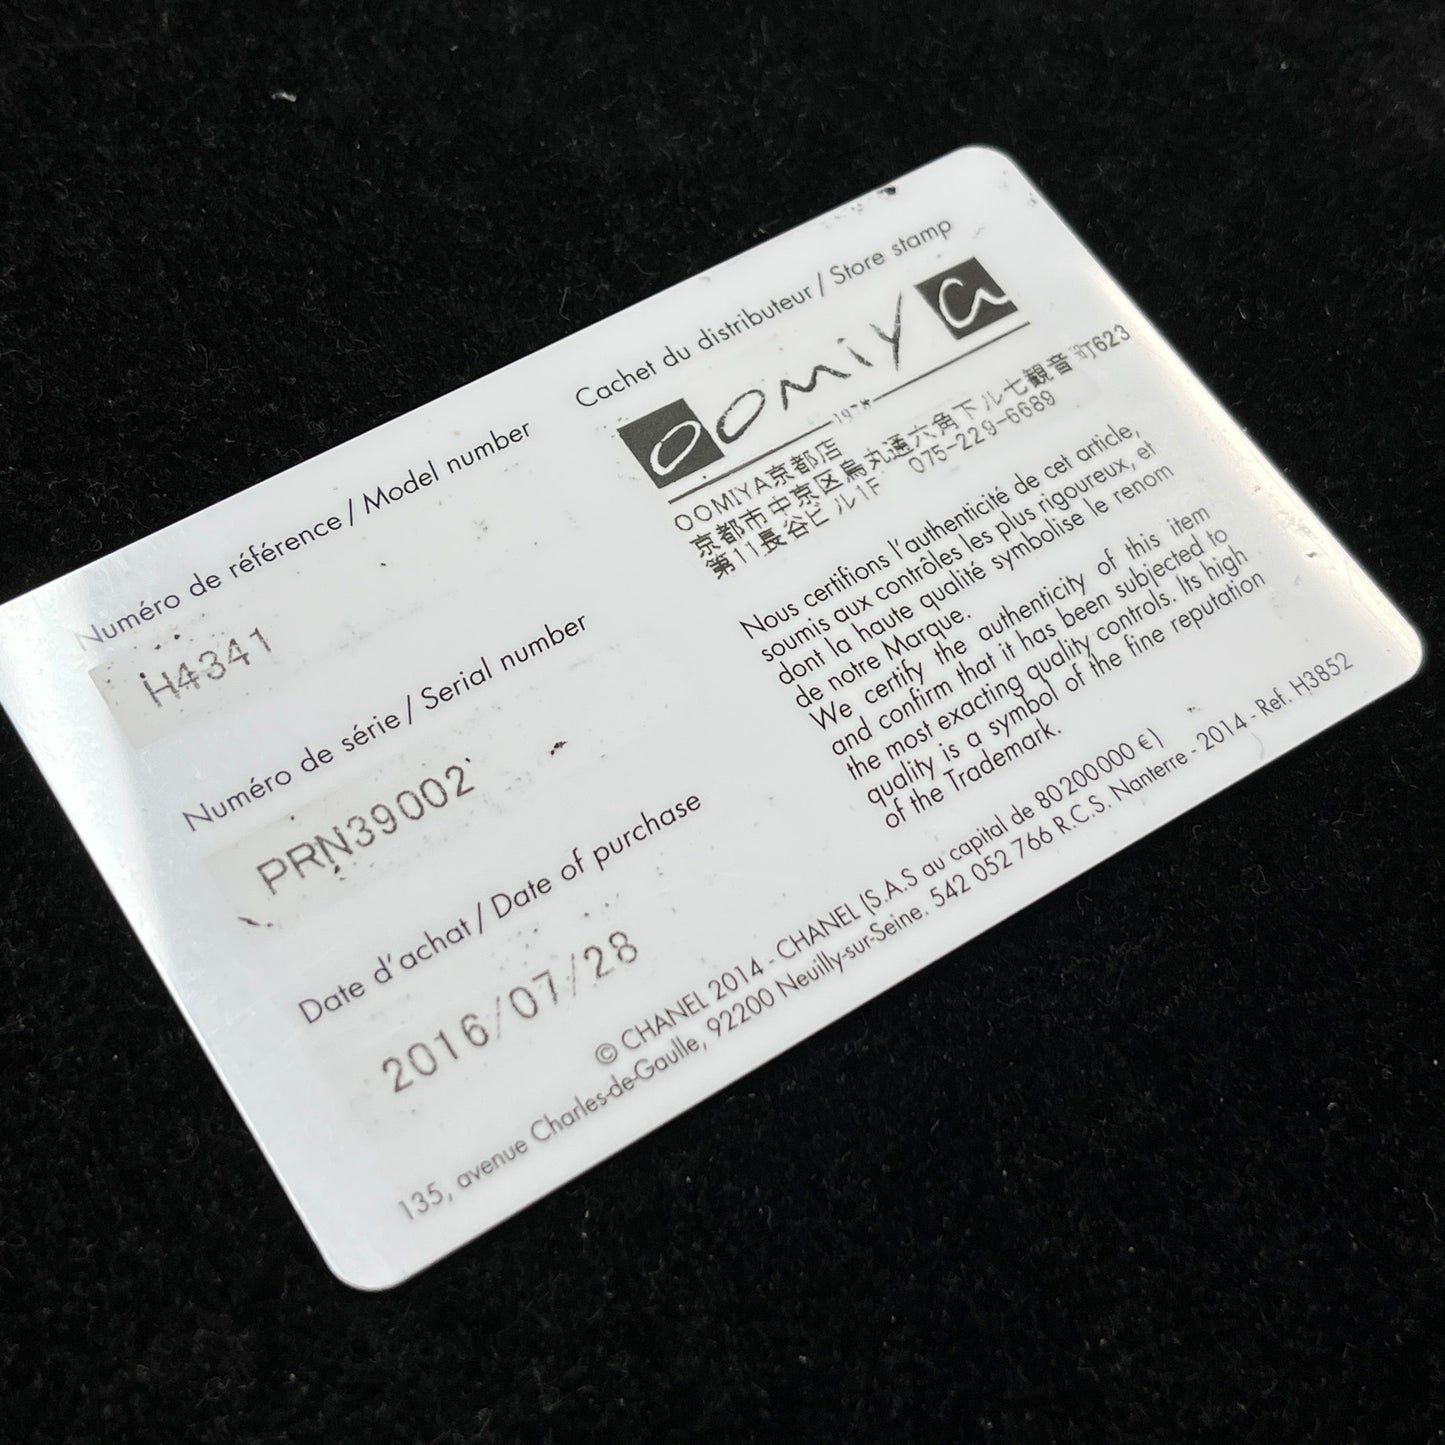 Numéro de référence / Model number
H4341
Numéro de série / Serial number
PRN39002
Date d'achat / Date of purchase
2016/07/28
Cachet du distributeur / Store stamp
oomiya
197*
OOMIYA京都店
京都市中京区烏丸通六角下ル七観音町623
第11長谷ビル1F 075-229-6689
Nous certifions l'authenticité de cet article,
soumis aux contrôles les plus rigoureux, et
dont la haute qualité symbolise le renom
de notre Marque.
We certify the authenticity of this item
and confirm that it has been subjected to
the most exacting quality controls. Its high
quality is a symbol of the fine reputation
of the Trademark.
© CHANEL 2014 - CHANEL (S.A.S au capital de 80200000 €)
135, avenue Charles-de-Gaulle, 92200 Neuilly-sur-Seine. 542 052 766 R.C.S. Nanterre - 2014 - Ref. H3852